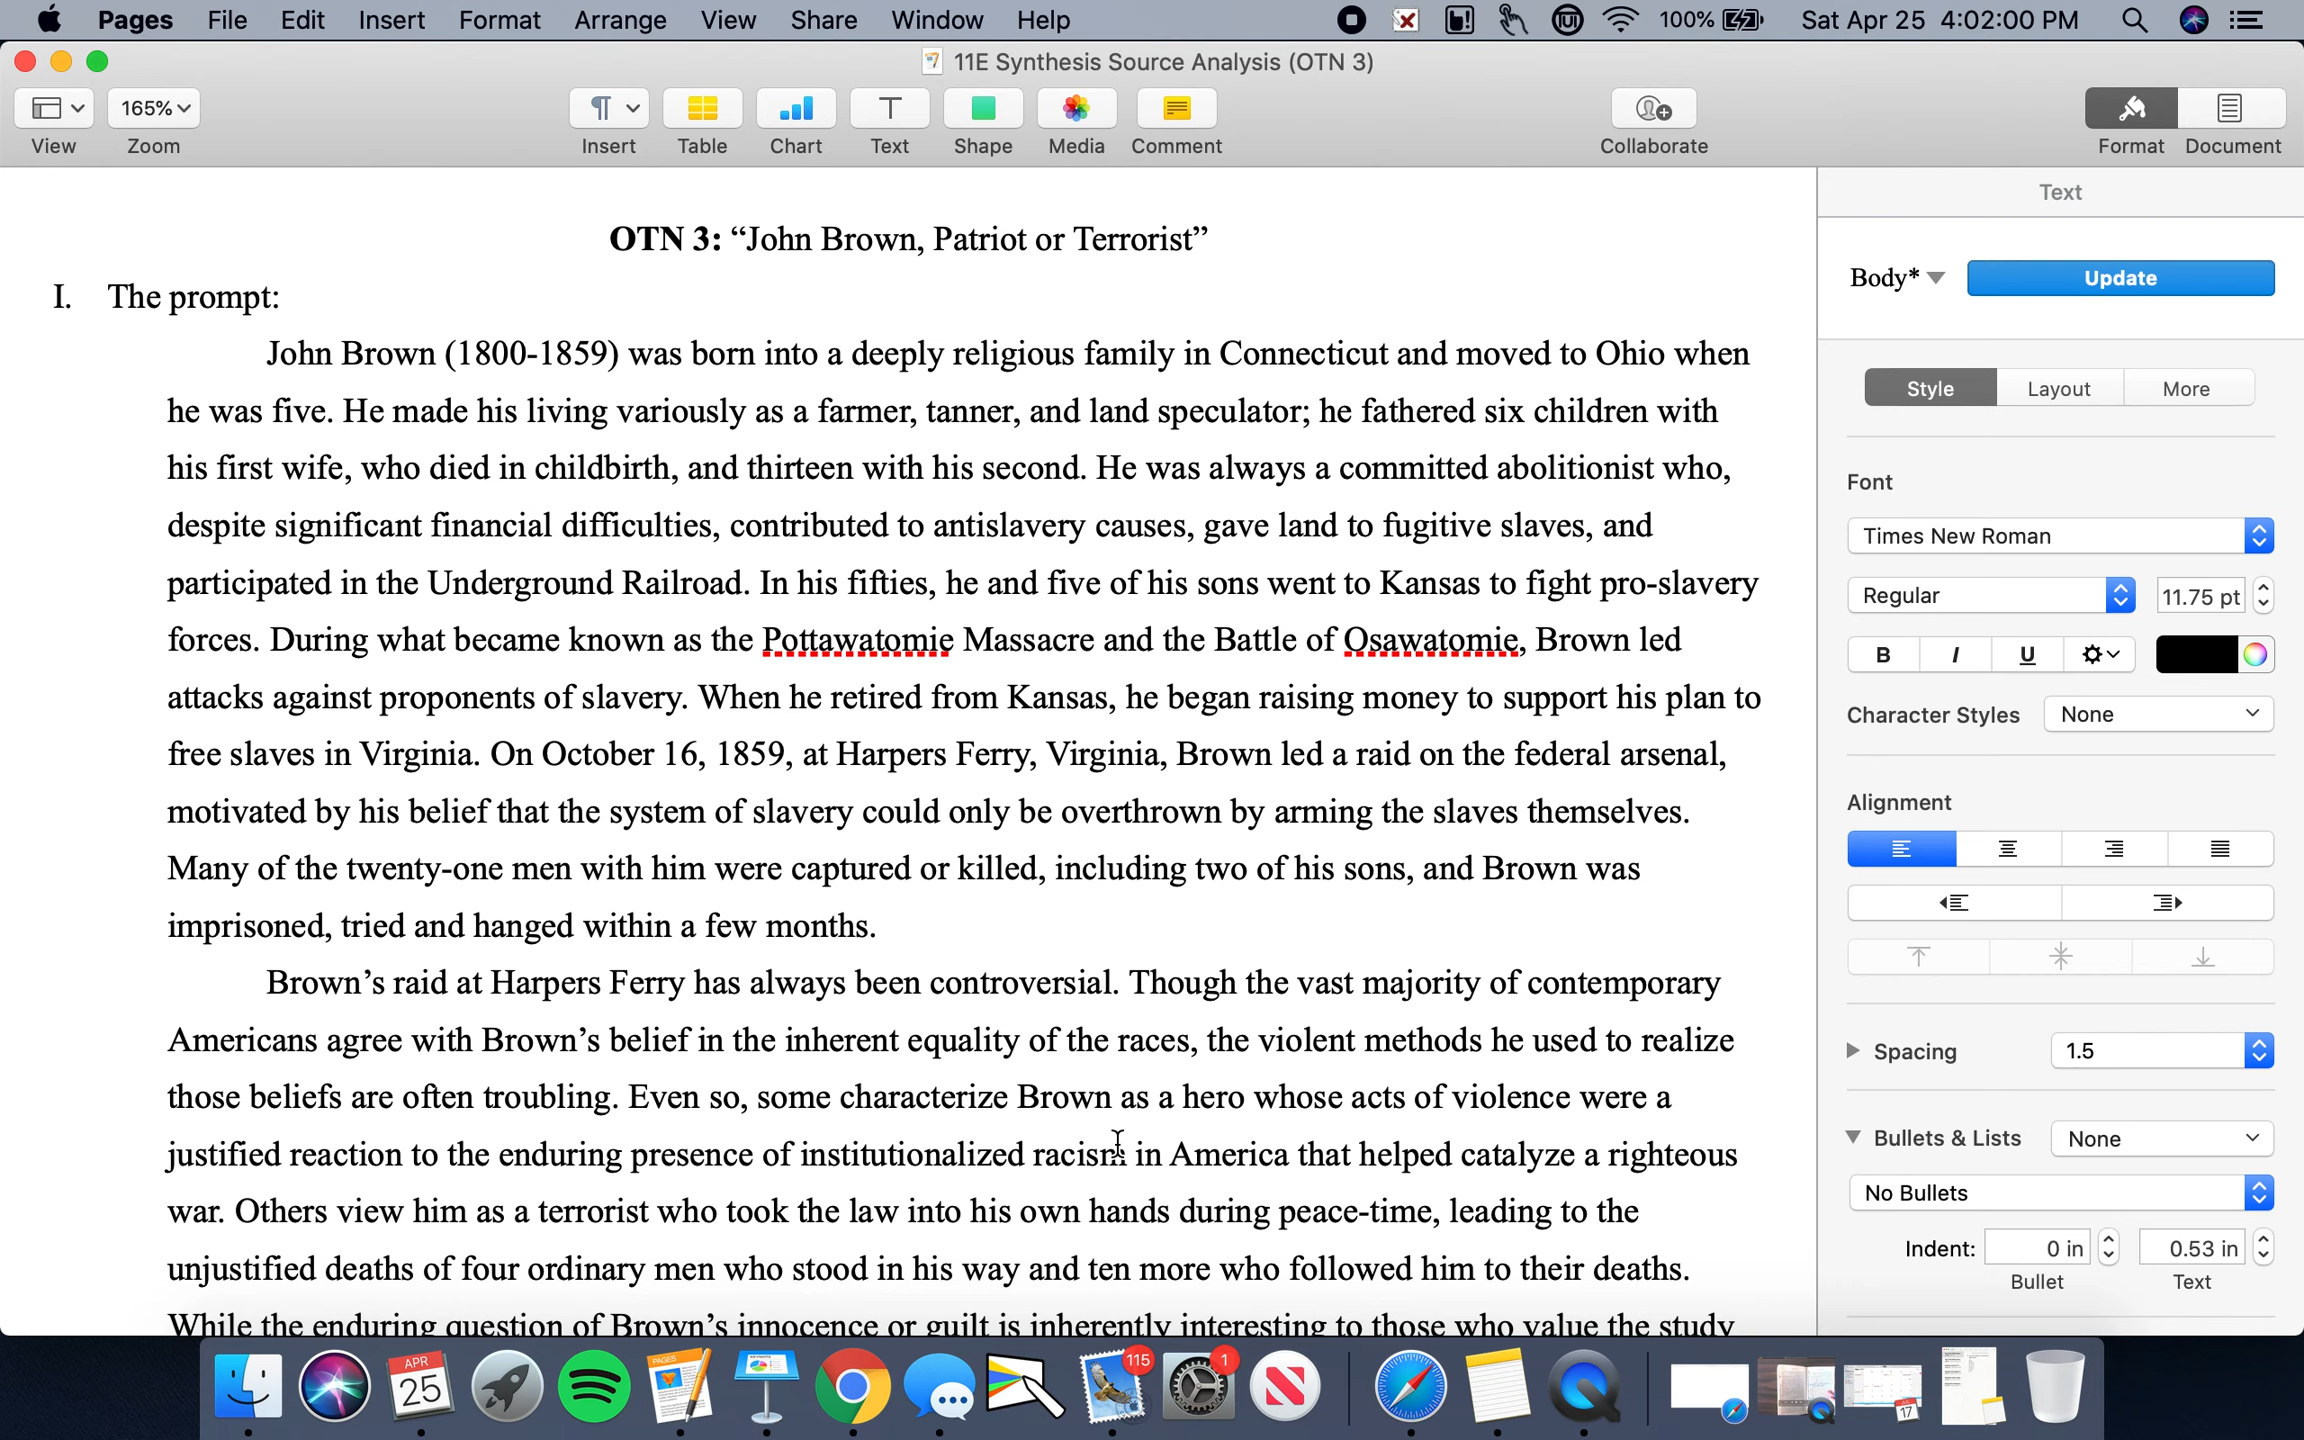 Pages File Edit Insert Format Arrange View Share Window Help 100% Sat Apr 25 4:02:00 PM
11E Synthesis Source Analysis (OTN 3)
165%
View Zoom Insert Table Chart Text Shape Media Comment Collaborate Format Document
Text
OTN 3: “John Brown, Patriot or Terrorist”
I. The prompt:
John Brown (1800-1859) was born into a deeply religious family in Connecticut and moved to Ohio when
he was five. He made his living variously as a farmer, tanner, and land speculator; he fathered six children with
his first wife, who died in childbirth, and thirteen with his second. He was always a committed abolitionist who,
despite significant financial difficulties, contributed to antislavery causes, gave land to fugitive slaves, and
participated in the Underground Railroad. In his fifties, he and five of his sons went to Kansas to fight pro-slavery
forces. During what became known as the Pottawatomie Massacre and the Battle of Osawatomie, Brown led
attacks against proponents of slavery. When he retired from Kansas, he began raising money to support his plan to
free slaves in Virginia. On October 16, 1859, at Harpers Ferry, Virginia, Brown led a raid on the federal arsenal,
motivated by his belief that the system of slavery could only be overthrown by arming the slaves themselves.
Many of the twenty-one men with him were captured or killed, including two of his sons, and Brown was
imprisoned, tried and hanged within a few months.
Brown’s raid at Harpers Ferry has always been controversial. Though the vast majority of contemporary
Americans agree with Brown’s belief in the inherent equality of the races, the violent methods he used to realize
those beliefs are often troubling. Even so, some characterize Brown as a hero whose acts of violence were a
justified reaction to the enduring presence of institutionalized racism in America that helped catalyze a righteous
war. Others view him as a terrorist who took the law into his own hands during peace-time, leading to the
unjustified deaths of four ordinary men who stood in his way and ten more who followed him to their deaths.
While the enduring question of Brown’s innocence or guilt is inherently interesting to those who value the study
Body* Update
Style Layout More
Font
Times New Roman
Regular 11.75 pt
B I U
Character Styles None
Alignment
Spacing 1.5
Bullets & Lists None
No Bullets
Indent: 0 in 0.53 in
Bullet Text
APR
25
PAGES
115
1
17